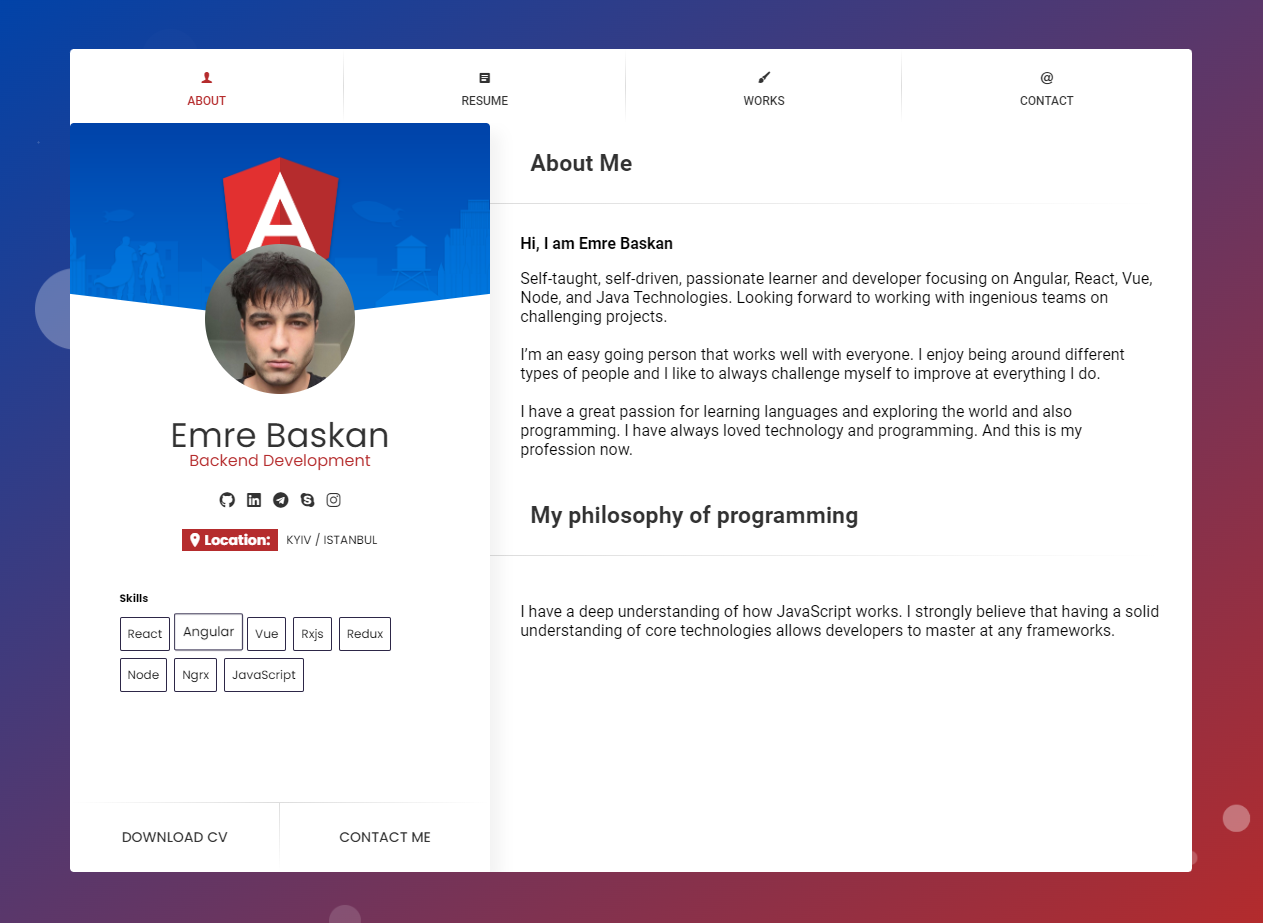 ABOUT
RESUME
WORKS
CONTACT
A
Emre Baskan
Backend Development
Location: KYIV / ISTANBUL
Skills
React Angular Vue Rxjs Redux
Node Ngrx JavaScript
DOWNLOAD CV
CONTACT ME
About Me
Hi, I am Emre Baskan
Self-taught, self-driven, passionate learner and developer focusing on Angular, React, Vue,
Node, and Java Technologies. Looking forward to working with ingenious teams on
challenging projects.
I’m an easy going person that works well with everyone. I enjoy being around different
types of people and I like to always challenge myself to improve at everything I do.
I have a great passion for learning languages and exploring the world and also
programming. I have always loved technology and programming. And this is my
profession now.
My philosophy of programming
I have a deep understanding of how JavaScript works. I strongly believe that having a solid
understanding of core technologies allows developers to master at any frameworks.